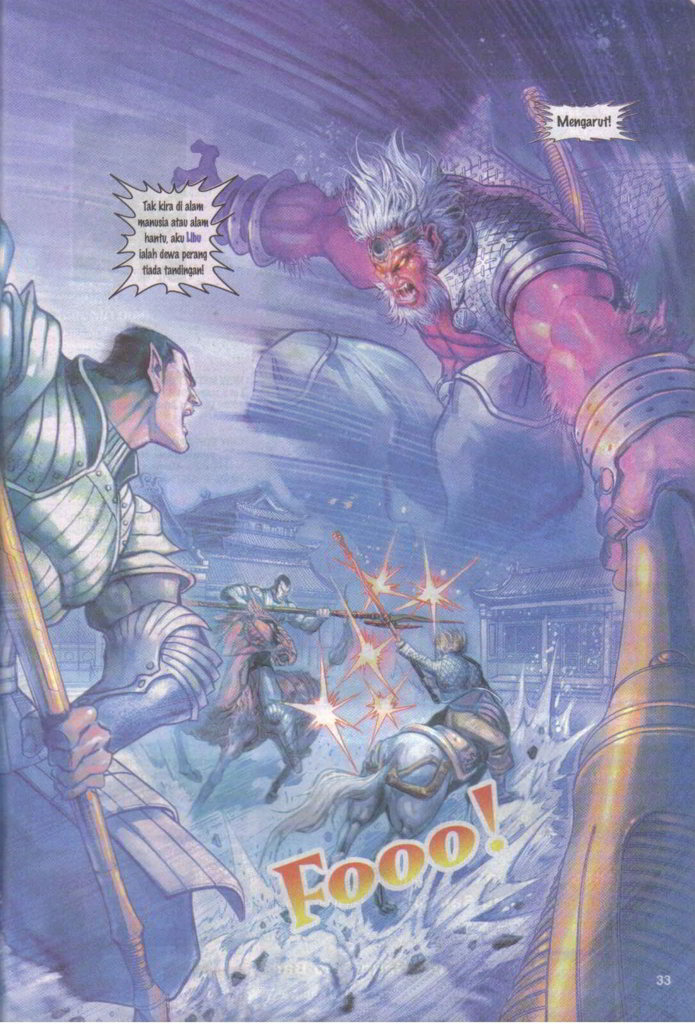 Mengarut!
Tak kira di alam
manusia atau alam
hantu, aku Libu
ialah dewa perang
tiada tandingan!
Fooo!
33